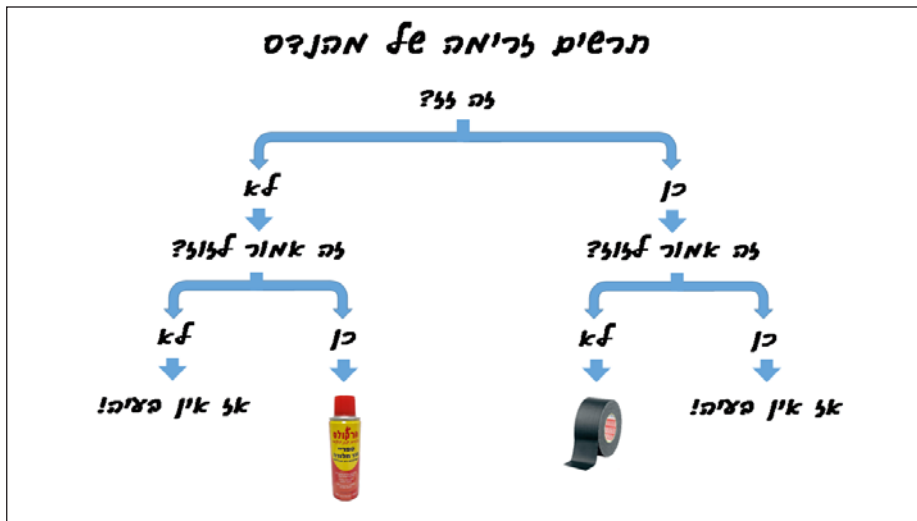 תרשים זרימה של מהנדס
זה זז?
כן
לא
זה אמור לזוז?
זה אמור לזוז?
כן
לא
כן
לא
אז אין בעיה!
אז אין בעיה!
ספריי